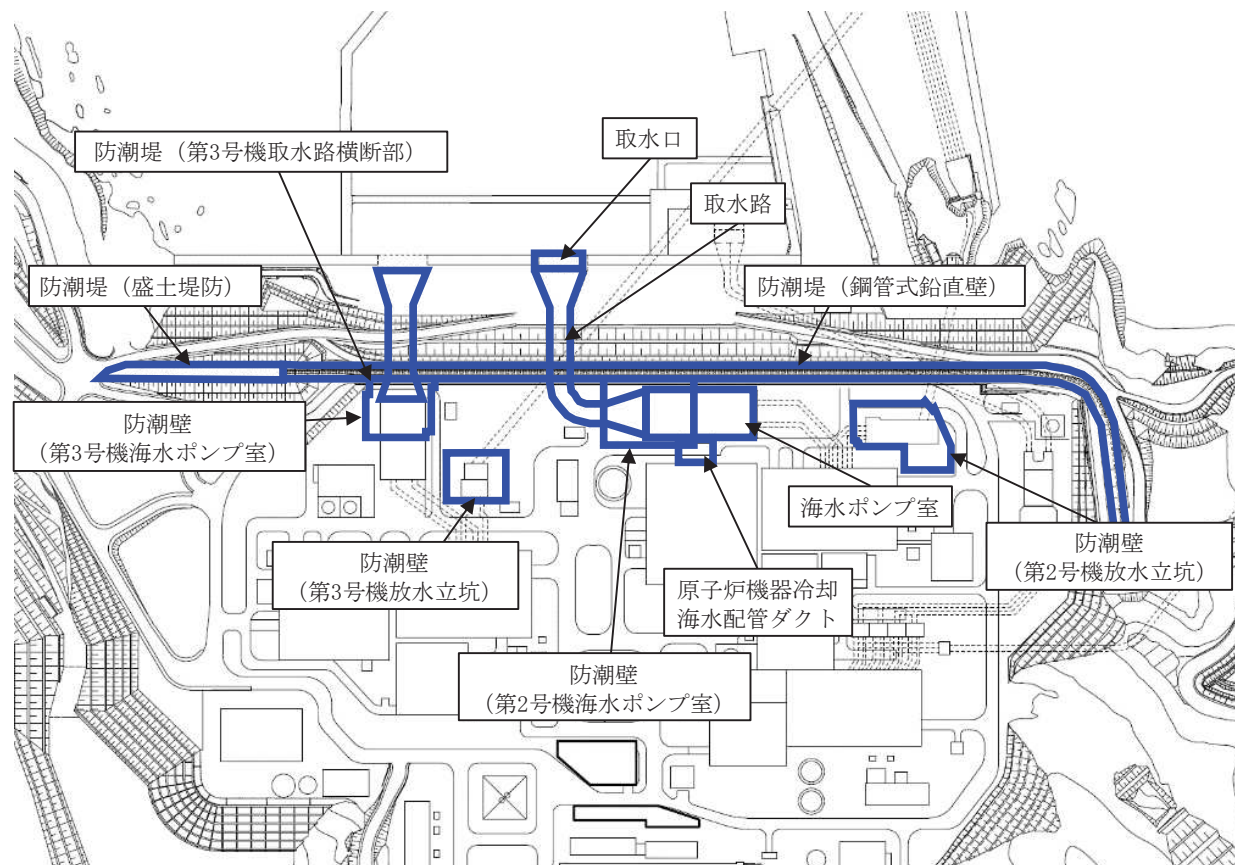 取水口
防潮堤（第3号機取水路横断部）
取水路
防潮堤（盛土堤防）
防潮堤（鋼管式鉛直壁）
防潮壁
（第3号機海水ポンプ室）
海水ポンプ室
防潮壁
（第2号機放水立坑）
防潮壁
（第3号機放水立坑）
原子炉機器冷却
海水配管ダクト
防潮壁
（第2号機海水ポンプ室）